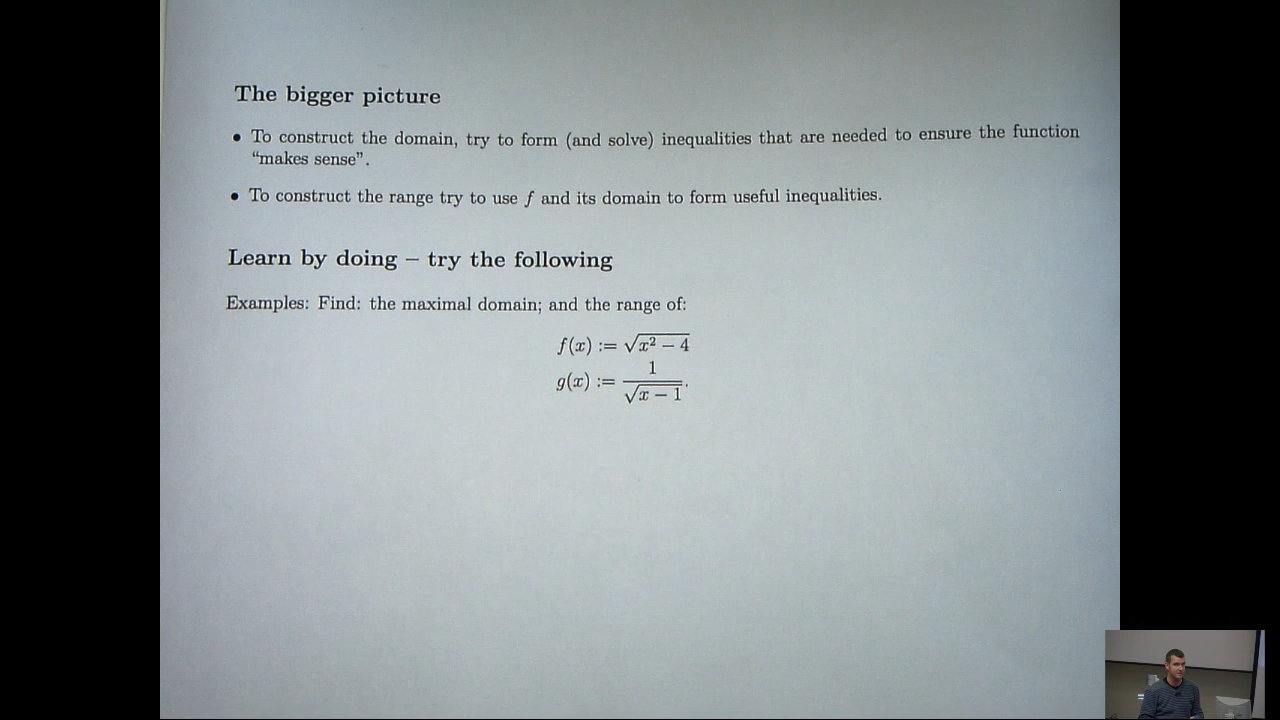 The bigger picture
• To construct the domain, try to form (and solve) inequalities that are needed to ensure the function
“makes sense”.
• To construct the range try to use f and its domain to form useful inequalities.
Learn by doing – try the following
Examples: Find: the maximal domain; and the range of:
f(x) := √(x² − 4)
g(x) := 1/√(x − 1).